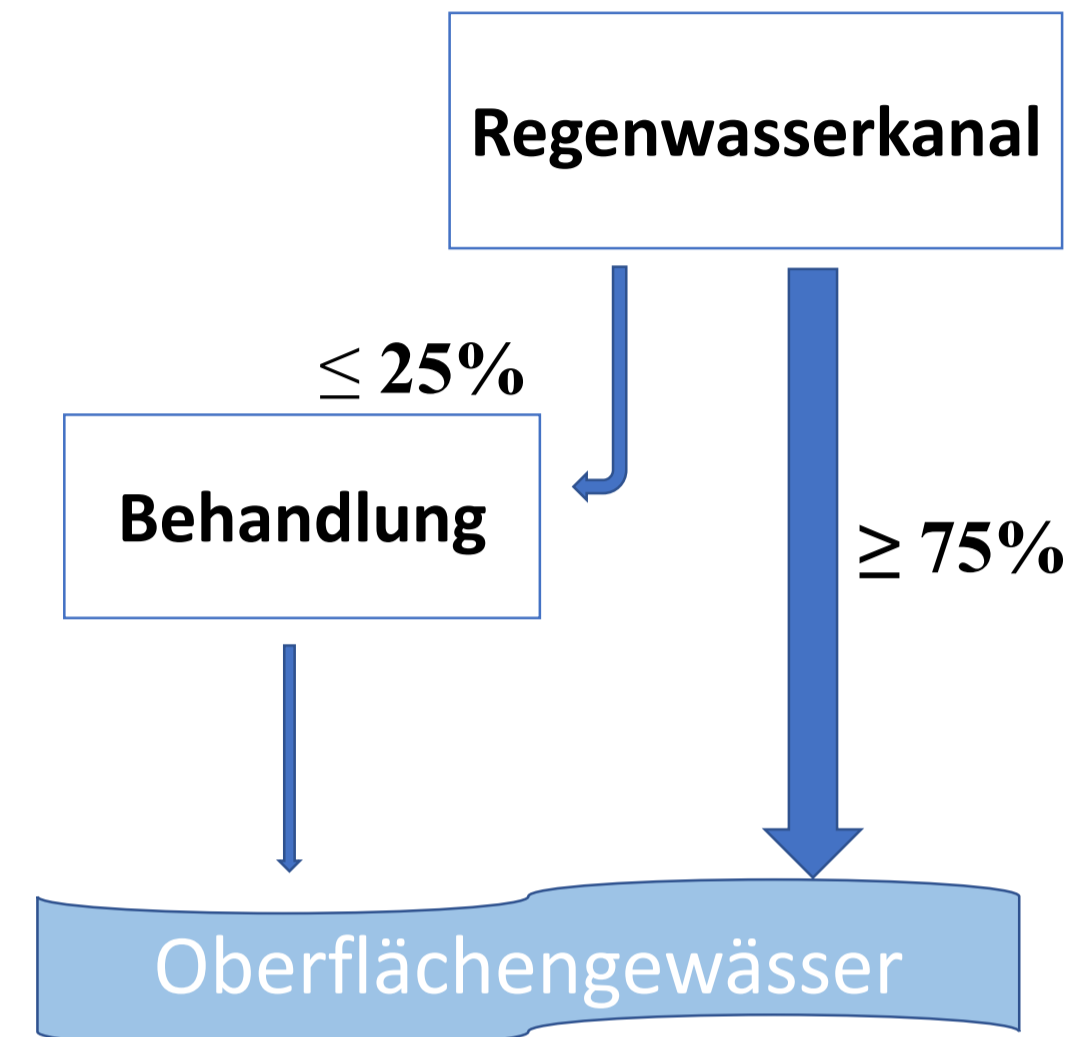 Regenwasserkanal
≤ 25%
Behandlung
≥ 75%
Oberflächengewässer